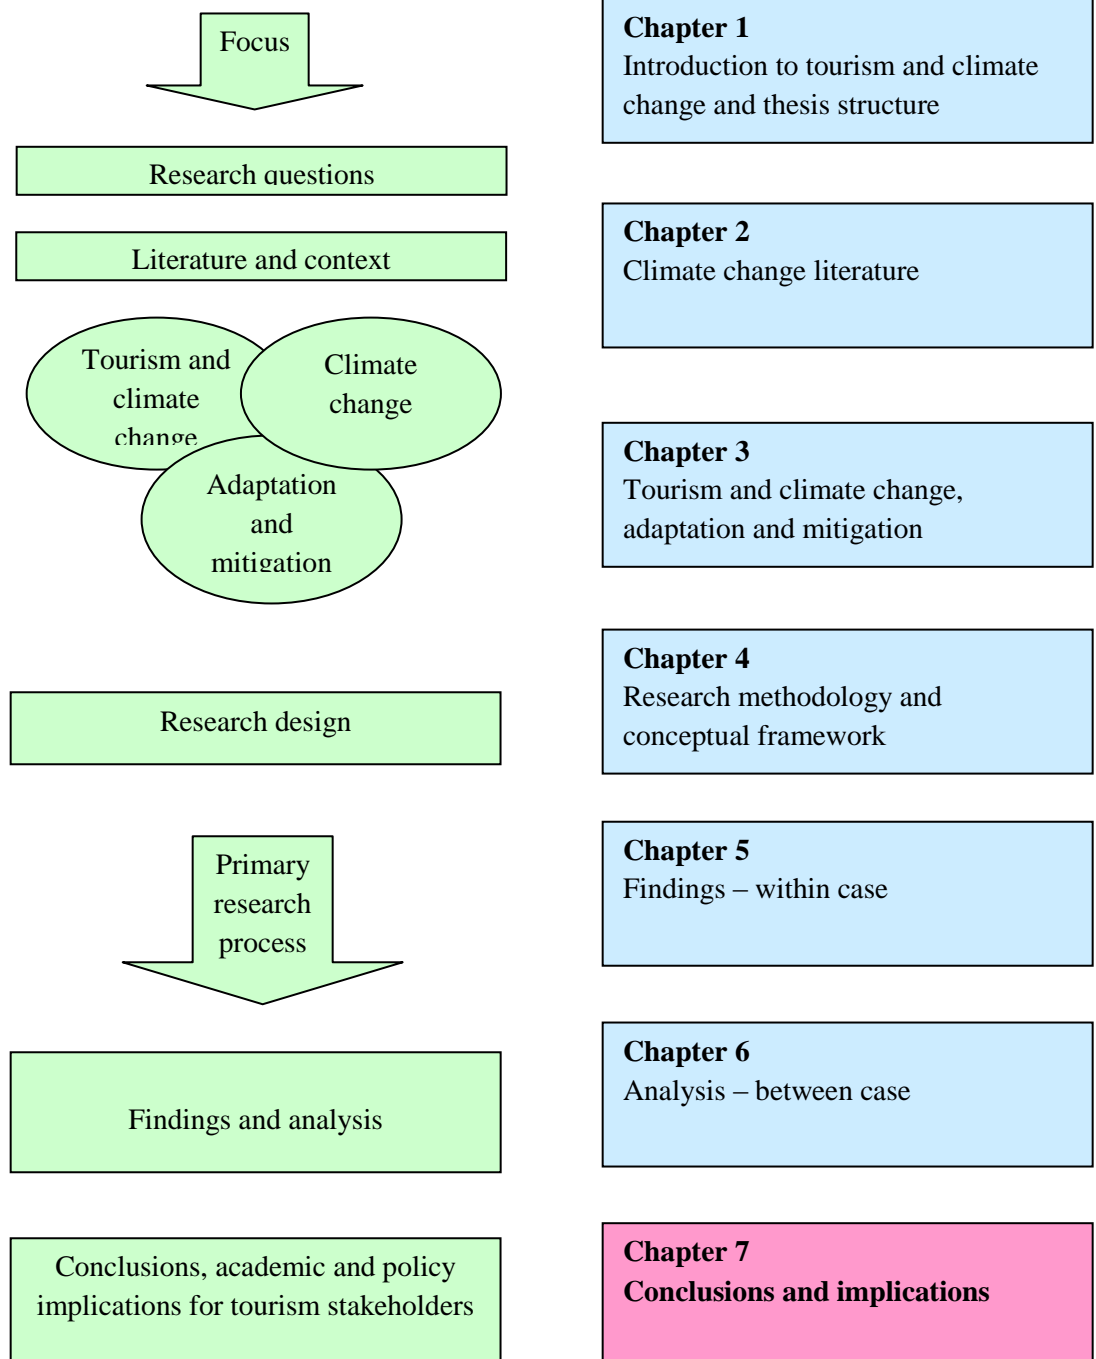 Focus
Research questions
Literature and context
Tourism and
climate
change
Climate
change
Adaptation
and
mitigation
Research design
Primary
research
process
Findings and analysis
Conclusions, academic and policy
implications for tourism stakeholders
Chapter 1
Introduction to tourism and climate
change and thesis structure
Chapter 2
Climate change literature
Chapter 3
Tourism and climate change,
adaptation and mitigation
Chapter 4
Research methodology and
conceptual framework
Chapter 5
Findings – within case
Chapter 6
Analysis – between case
Chapter 7
Conclusions and implications